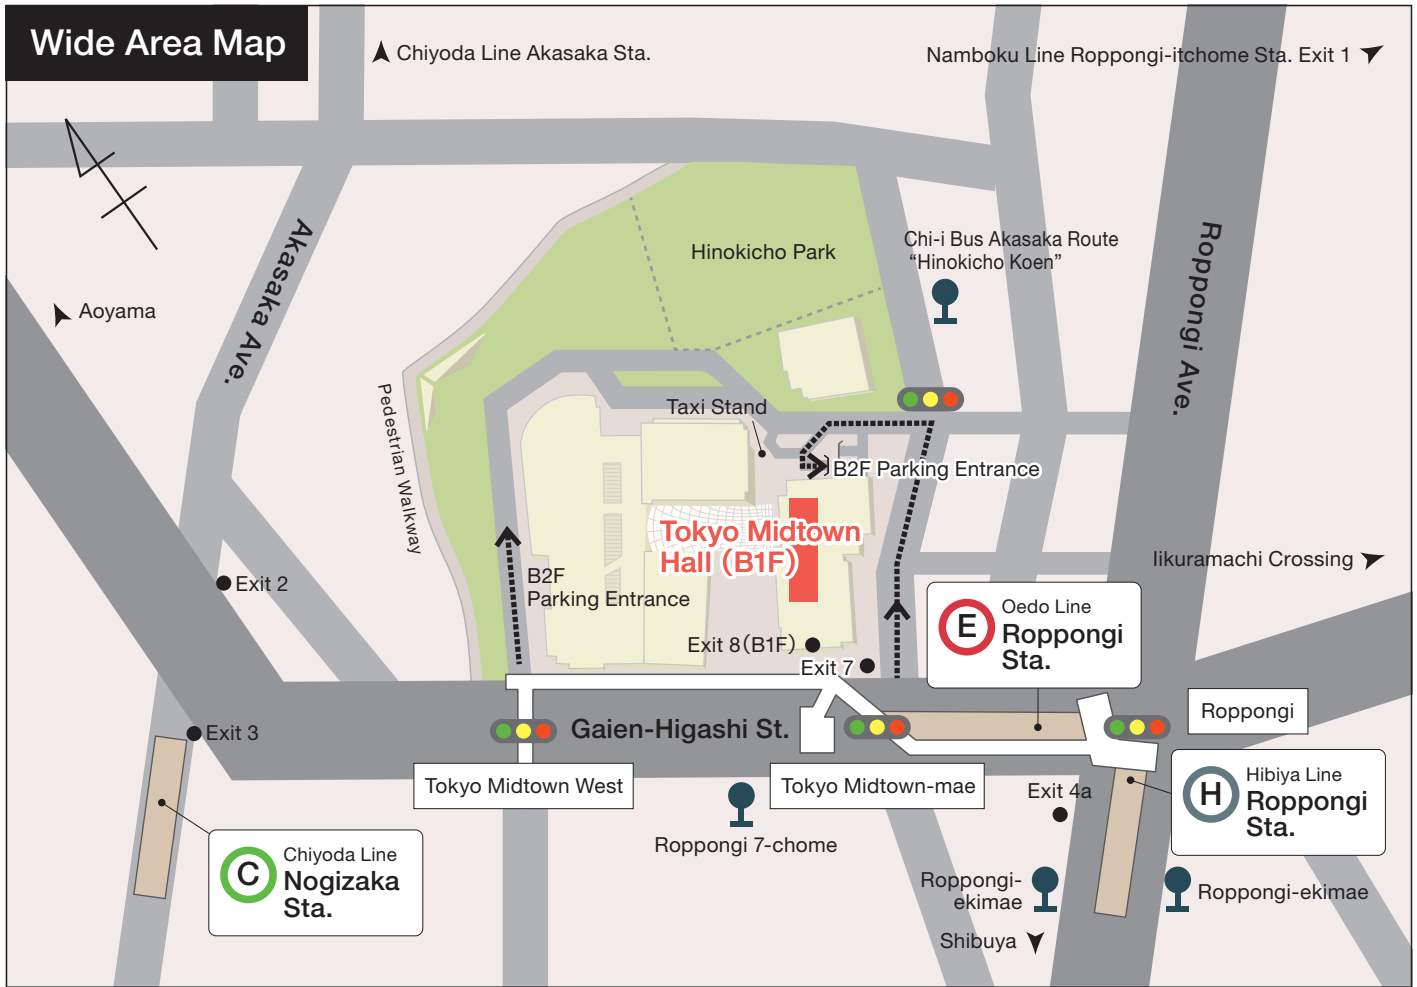 Wide Area Map
Chiyoda Line Akasaka Sta.
Namboku Line Roppongi-itchome Sta. Exit 1
Akasaka Ave.
Roppongi Ave.
Hinokicho Park
Chi-i Bus Akasaka Route
“Hinokicho Koen”
Aoyama
Pedestrian Walkway
Taxi Stand
B2F Parking Entrance
Tokyo Midtown
Hall (B1F)
B2F
Parking Entrance
Iikuramachi Crossing
Exit 2
E
Oedo Line
Roppongi
Sta.
Exit 8(B1F)
Exit 7
Roppongi
Exit 3
Gaien-Higashi St.
Tokyo Midtown West
Tokyo Midtown-mae
Exit 4a
H
Hibiya Line
Roppongi
Sta.
Roppongi 7-chome
C
Chiyoda Line
Nogizaka
Sta.
Roppongi-
ekimae
Roppongi-ekimae
Shibuya